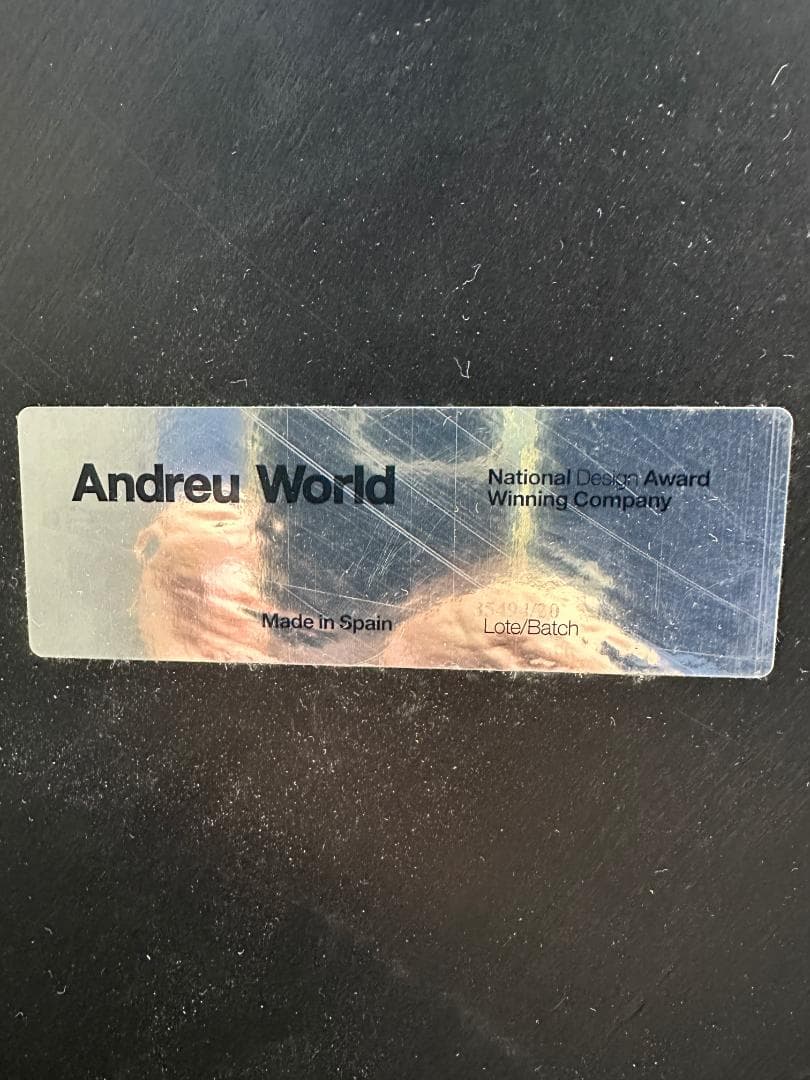 Andreu World
National Design Award
Winning Company
Made in Spain
Lote/Batch